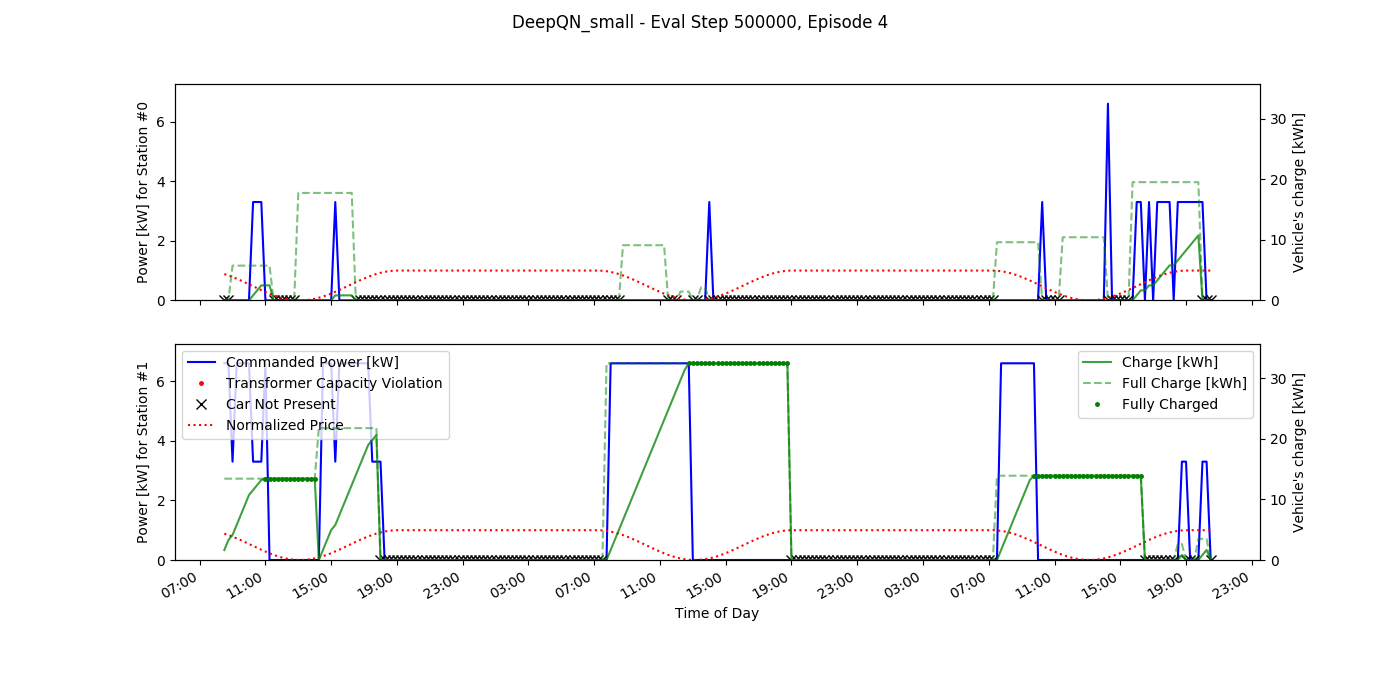 DeepQN_small - Eval Step 500000, Episode 4
Power [kW] for Station #0
0
2
4
6
0
10
20
30
Vehicle's charge [kWh]
Power [kW] for Station #1
0
2
4
6
Commanded Power [kW]
Transformer Capacity Violation
Car Not Present
Normalized Price
Charge [kWh]
Full Charge [kWh]
Fully Charged
0
10
20
30
Vehicle's charge [kWh]
07:00
11:00
15:00
19:00
23:00
03:00
07:00
11:00
15:00
19:00
23:00
03:00
07:00
11:00
15:00
19:00
23:00
Time of Day